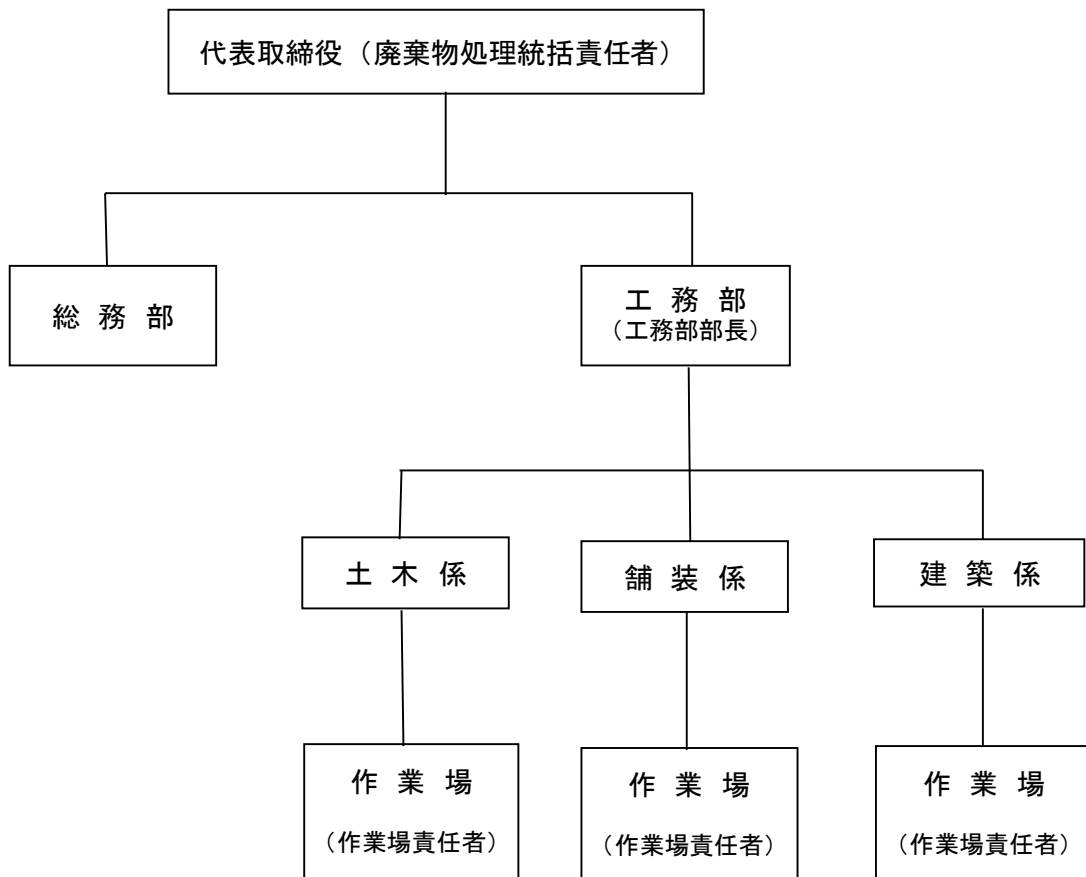 代表取締役（廃棄物処理統括責任者）
総務部
工務部
（工務部部長）
土木係
舗装係
建築係
作業場
（作業場責任者）
作業場
（作業場責任者）
作業場
（作業場責任者）